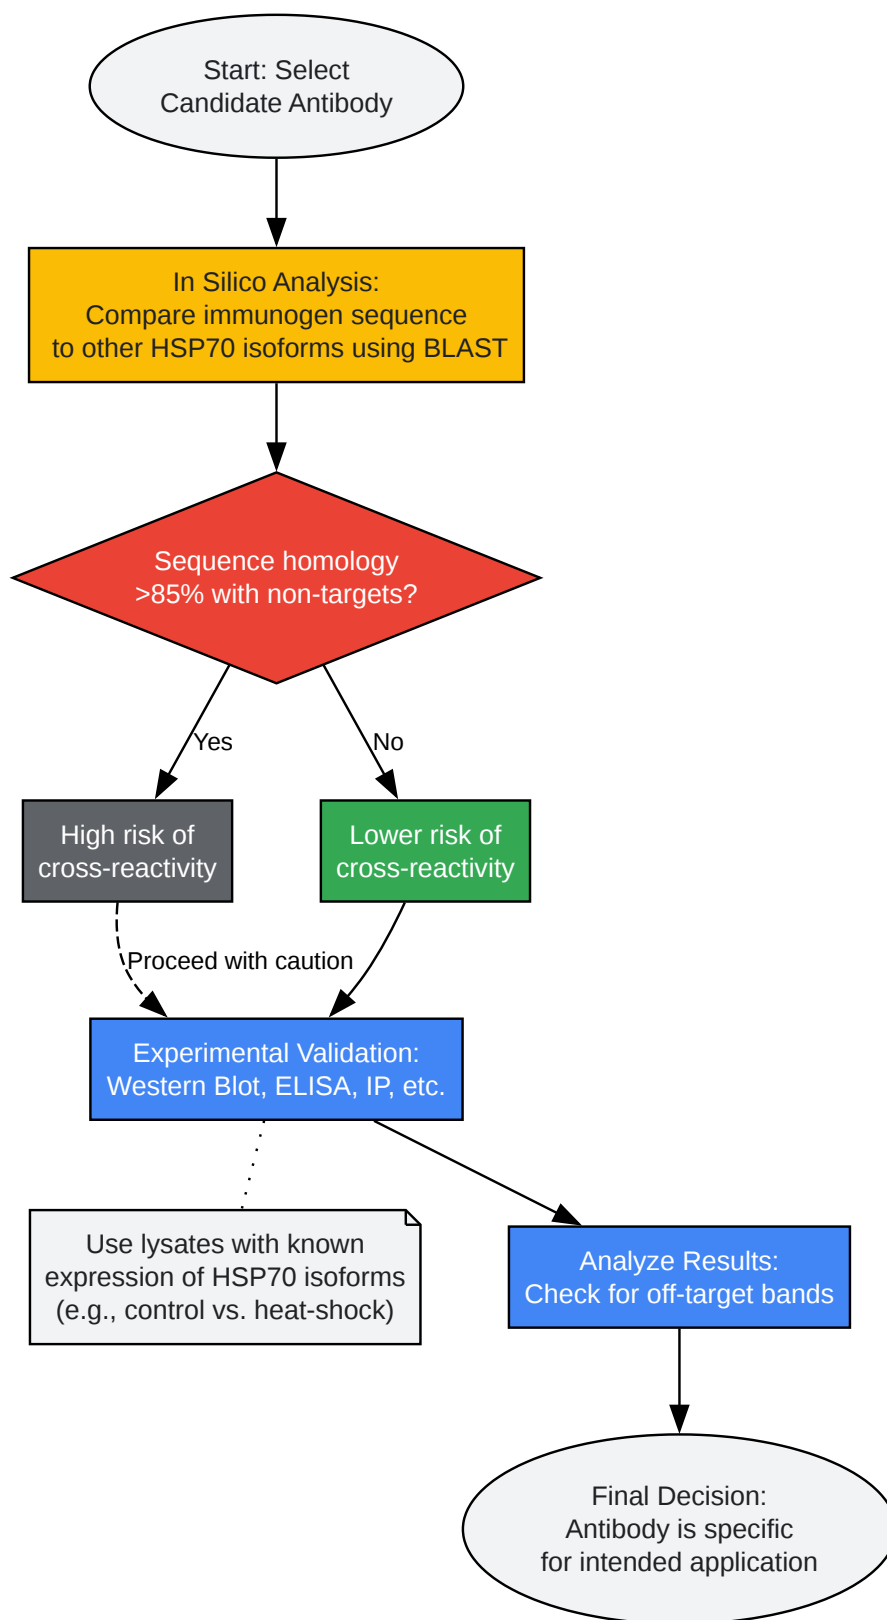 Start: Select
Candidate Antibody
In Silico Analysis:
Compare immunogen sequence
to other HSP70 isoforms using BLAST
Sequence homology
>85% with non-targets?
Yes
No
High risk of
cross-reactivity
Lower risk of
cross-reactivity
Proceed with caution
Experimental Validation:
Western Blot, ELISA, IP, etc.
Use lysates with known
expression of HSP70 isoforms
(e.g., control vs. heat-shock)
Analyze Results:
Check for off-target bands
Final Decision:
Antibody is specific
for intended application